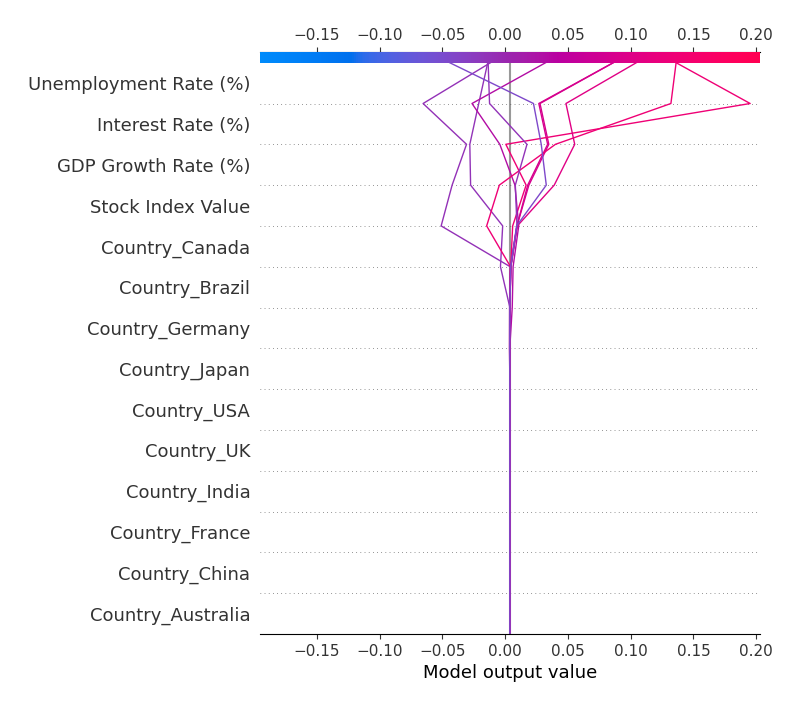 −0.15 −0.10 −0.05 0.00 0.05 0.10 0.15 0.20
Unemployment Rate (%)
Interest Rate (%)
GDP Growth Rate (%)
Stock Index Value
Country_Canada
Country_Brazil
Country_Germany
Country_Japan
Country_USA
Country_UK
Country_India
Country_France
Country_China
Country_Australia
−0.15 −0.10 −0.05 0.00 0.05 0.10 0.15 0.20
Model output value